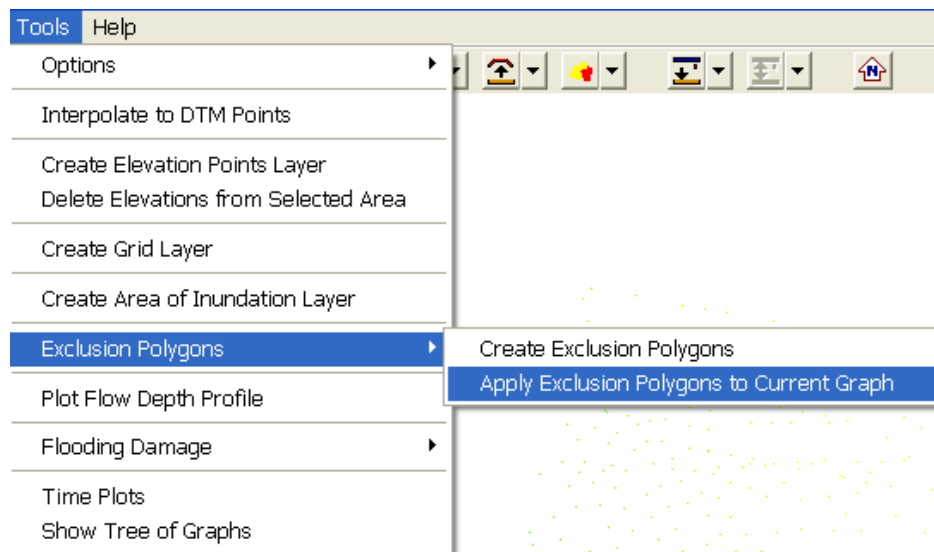 Tools Help
Options
N
Interpolate to DTM Points
Create Elevation Points Layer
Delete Elevations from Selected Area
Create Grid Layer
Create Area of Inundation Layer
Exclusion Polygons
Create Exclusion Polygons
Apply Exclusion Polygons to Current Graph
Plot Flow Depth Profile
Flooding Damage
Time Plots
Show Tree of Graphs